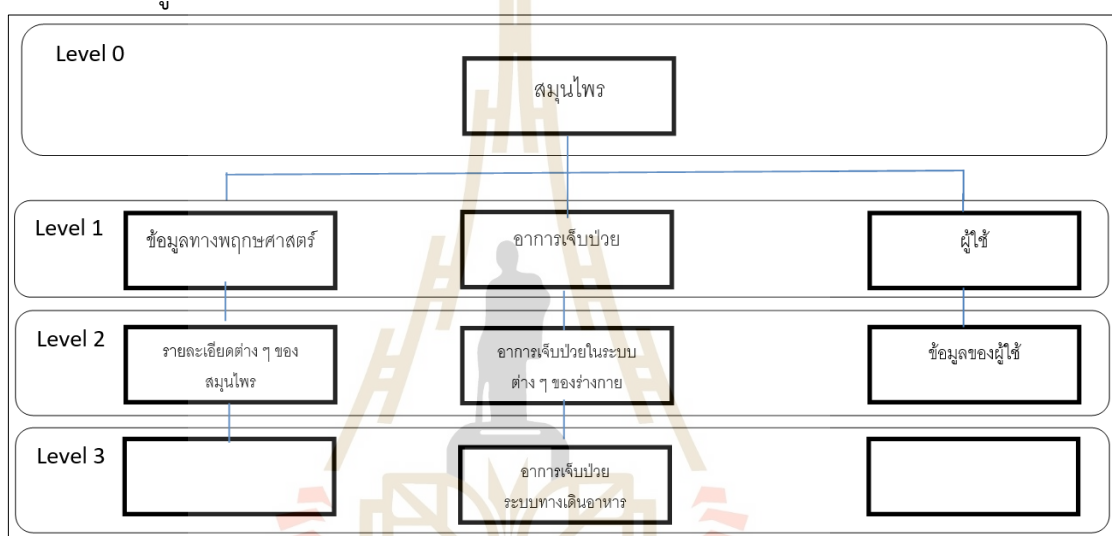 Level 0
สมุนไพร
Level 1
ข้อมูลทางพฤกษศาสตร์
อาการเจ็บป่วย
ผู้ใช้
Level 2
รายละเอียดต่าง ๆ ของ
สมุนไพร
อาการเจ็บป่วยในระบบ
ต่าง ๆ ของร่างกาย
ข้อมูลของผู้ใช้
Level 3
อาการเจ็บป่วย
ระบบทางเดินอาหาร